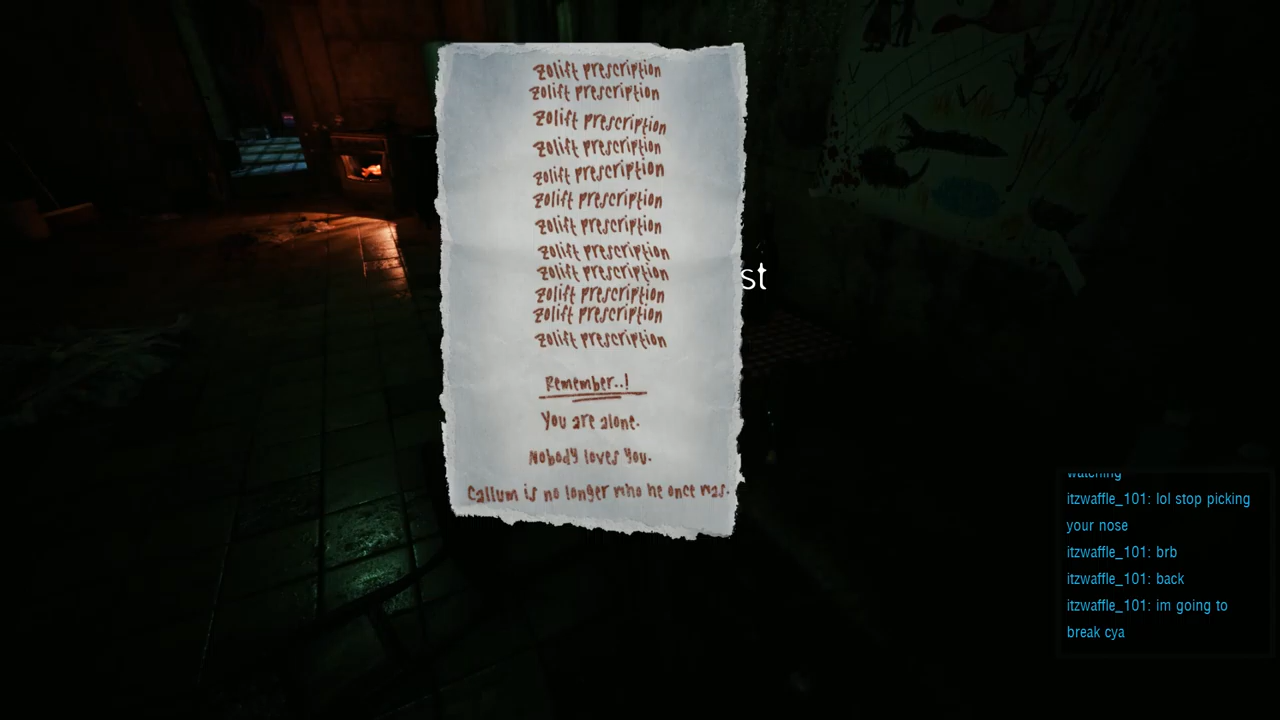 zolift prescription
zolift prescription
zolift prescription
zolift prescription
zolift prescription
zolift prescription
zolift prescription
zolift prescription
zolift prescription
zolift prescription
zolift prescription
zolift prescription
Remember..!
You are alone.
Nobody loves you.
Callum is no longer who he once was.
st
watching
itzwaffle_101: lol stop picking
your nose
itzwaffle_101: brb
itzwaffle_101: back
itzwaffle_101: im going to
break cya